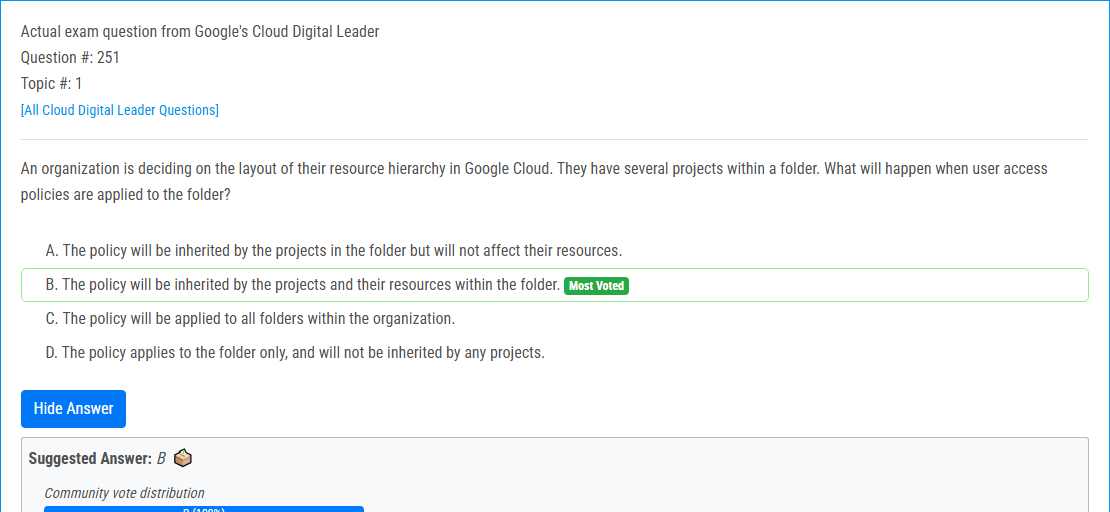 Actual exam question from Google's Cloud Digital Leader
Question #: 251
Topic #: 1
[All Cloud Digital Leader Questions]
An organization is deciding on the layout of their resource hierarchy in Google Cloud. They have several projects within a folder. What will happen when user access
policies are applied to the folder?
A. The policy will be inherited by the projects in the folder but will not affect their resources.
B. The policy will be inherited by the projects and their resources within the folder. Most Voted
C. The policy will be applied to all folders within the organization.
D. The policy applies to the folder only, and will not be inherited by any projects.
Hide Answer
Suggested Answer: B
Community vote distribution
B (100%)